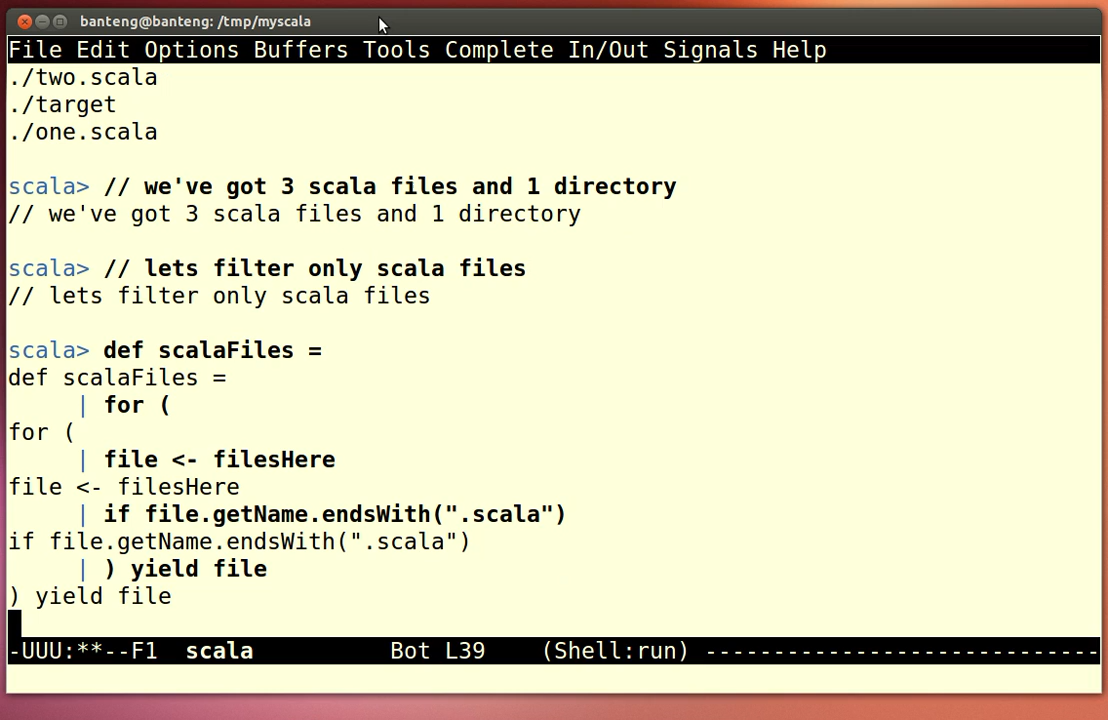 banteng@banteng: /tmp/myscala
File Edit Options Buffers Tools Complete In/Out Signals Help
./two.scala
./target
./one.scala
scala> // we've got 3 scala files and 1 directory
// we've got 3 scala files and 1 directory
scala> // lets filter only scala files
// lets filter only scala files
scala> def scalaFiles =
def scalaFiles =
| for (
for (
| file <- filesHere
file <- filesHere
| if file.getName.endsWith(".scala")
if file.getName.endsWith(".scala")
| ) yield file
) yield file
-UUU:**--F1 scala Bot L39 (Shell:run) -----------------------------